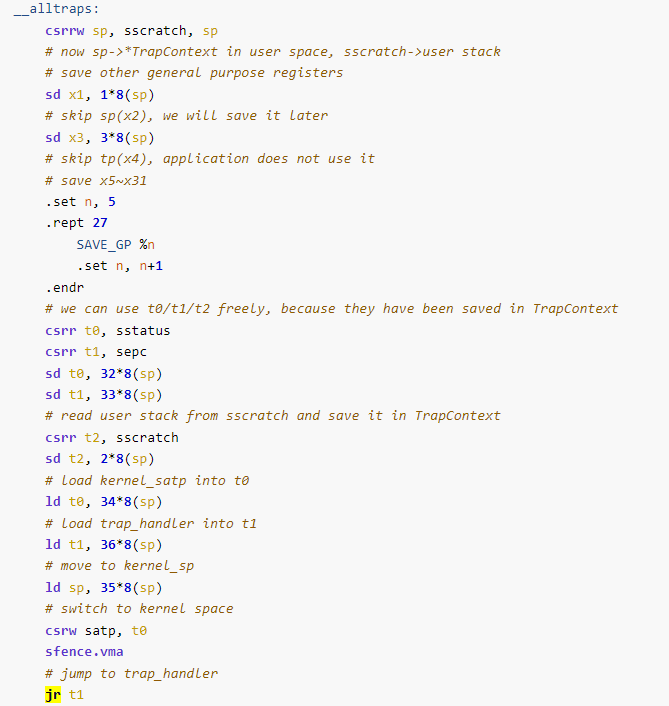 __alltraps:
    csrrw sp, sscratch, sp
    # now sp->*TrapContext in user space, sscratch->user stack
    # save other general purpose registers
    sd x1, 1*8(sp)
    # skip sp(x2), we will save it later
    sd x3, 3*8(sp)
    # skip tp(x4), application does not use it
    # save x5~x31
    .set n, 5
    .rept 27
        SAVE_GP %n
        .set n, n+1
    .endr
    # we can use t0/t1/t2 freely, because they have been saved in TrapContext
    csrr t0, sstatus
    csrr t1, sepc
    sd t0, 32*8(sp)
    sd t1, 33*8(sp)
    # read user stack from sscratch and save it in TrapContext
    csrr t2, sscratch
    sd t2, 2*8(sp)
    # load kernel_satp into t0
    ld t0, 34*8(sp)
    # load trap_handler into t1
    ld t1, 36*8(sp)
    # move to kernel_sp
    ld sp, 35*8(sp)
    # switch to kernel space
    csrw satp, t0
    sfence.vma
    # jump to trap_handler
    jr t1